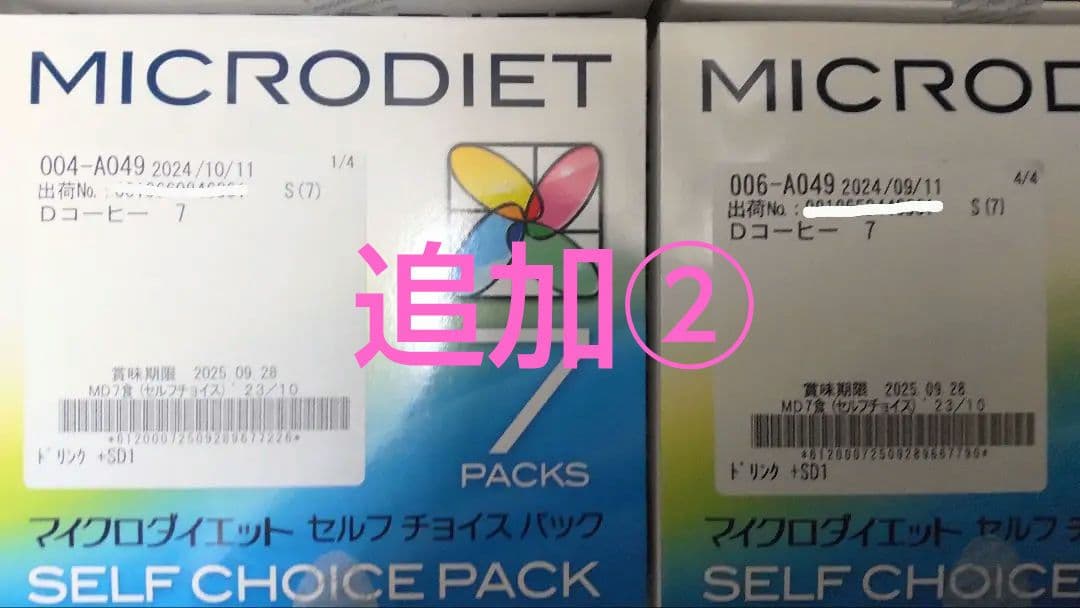 MICRODIET
004-A049 2024/10/11 1/4
出荷No. S(7)
Dコーヒー 7
賞味期限 2025.09.28
MD7食(セルフチョイス)' 23/10
*6120007250928967722​6*
ドリンク +SD1
7
PACKS
マイクロダイエット セルフ チョイス パック
SELF CHOICE PACK
MICROD
006-A049 2024/09/11 4/4
出荷No.: S(7)
Dコーヒー 7
賞味期限 2025.09.28
MD7食(セルフチョイス)' 23/10
*61200072509289667790*
ドリンク +SD1
マイクロダイエット セルフ チ
SELF CHOICE
追加②